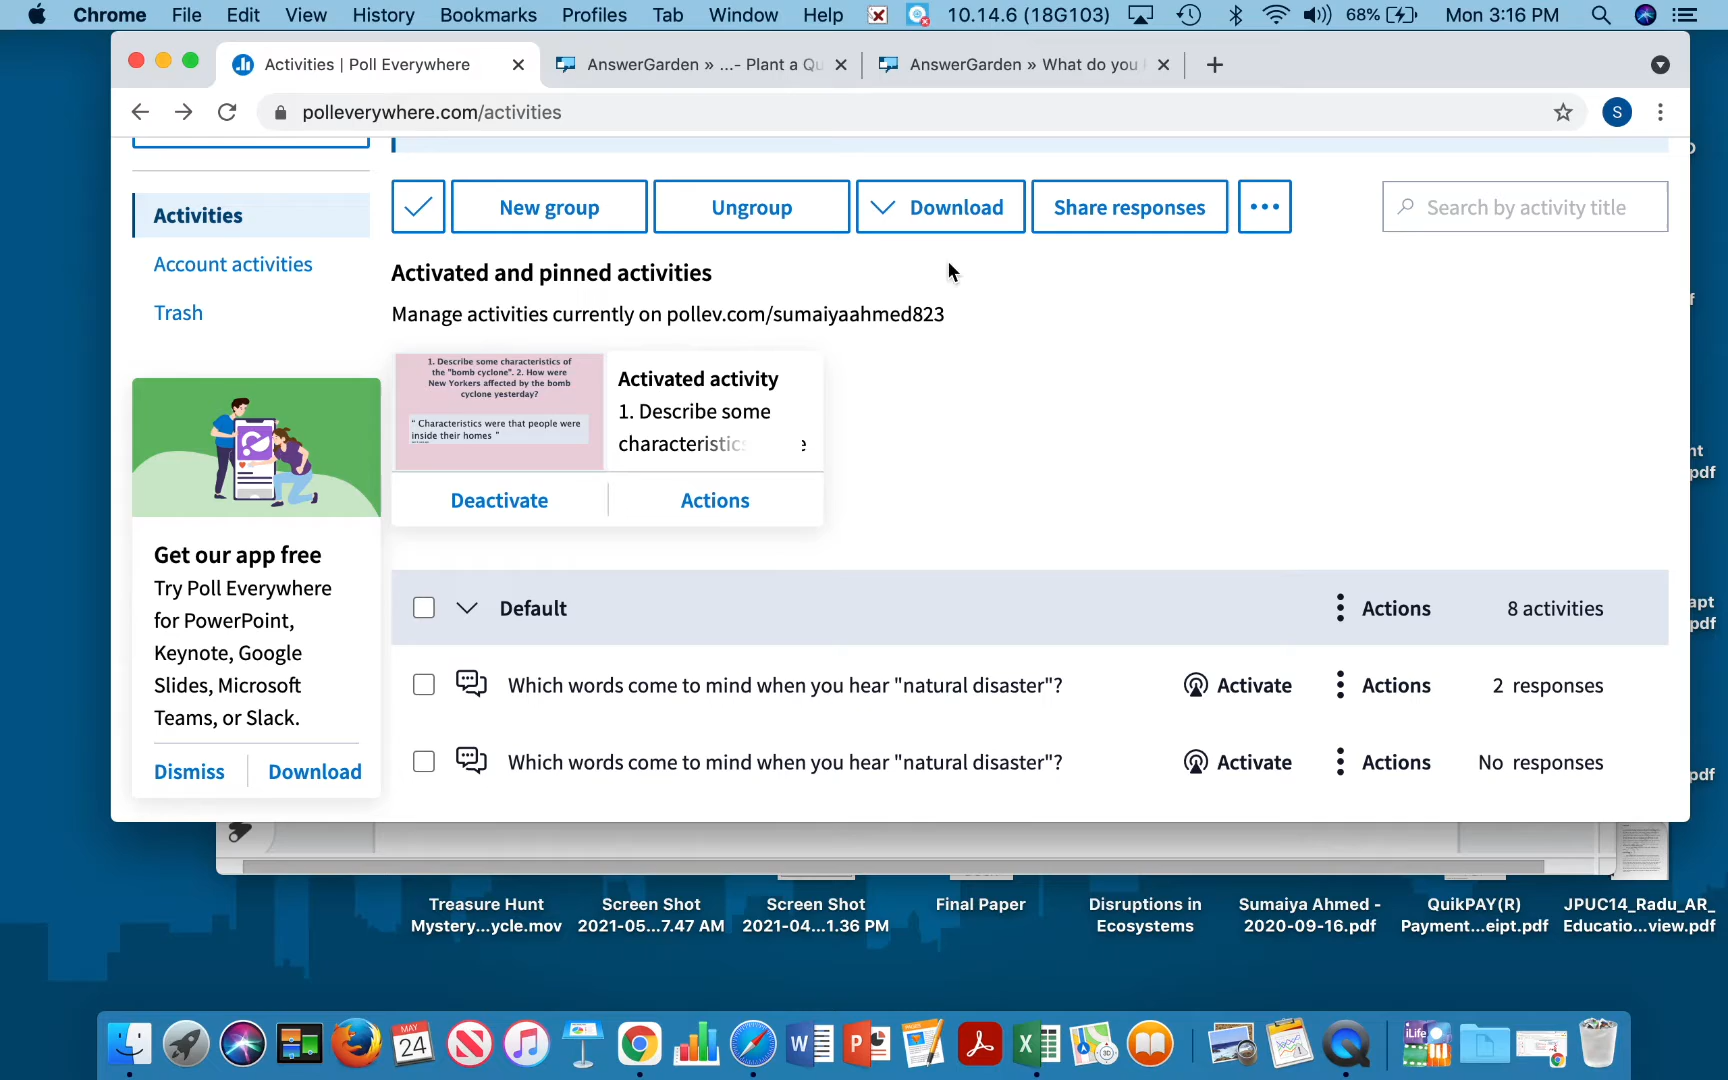 Chrome File Edit View History Bookmarks Profiles Tab Window Help 10.14.6 (18G103) 68% Mon 3:16 PM
Activities | Poll Everywhere
AnswerGarden » ...- Plant a Qu
AnswerGarden » What do you
polleverywhere.com/activities
S
Activities
Account activities
Trash
New group
Ungroup
Download
Share responses
Search by activity title
Activated and pinned activities
Manage activities currently on pollev.com/sumaiyaahmed823
1. Describe some characteristics of
the "bomb cyclone". 2. How were
New Yorkers affected by the bomb
cyclone yesterday?
" Characteristics were that people were
inside their homes "
Activated activity
1. Describe some
characteristic e
Deactivate
Actions
Get our app free
Try Poll Everywhere
for PowerPoint,
Keynote, Google
Slides, Microsoft
Teams, or Slack.
Dismiss
Download
Default Actions 8 activities
Which words come to mind when you hear "natural disaster"? Activate Actions 2 responses
Which words come to mind when you hear "natural disaster"? Activate Actions No responses
f
nt
pdf
apt
pdf
pdf
Treasure Hunt
Mystery...ycle.mov
Screen Shot
2021-05...7.47 AM
Screen Shot
2021-04...1.36 PM
Final Paper
Disruptions in
Ecosystems
Sumaiya Ahmed -
2020-09-16.pdf
QuikPAY(R)
Payment...eipt.pdf
JPUC14_Radu_AR_
Educatio...view.pdf
MAY
24
W
P
PAGES
X
3D
iLife